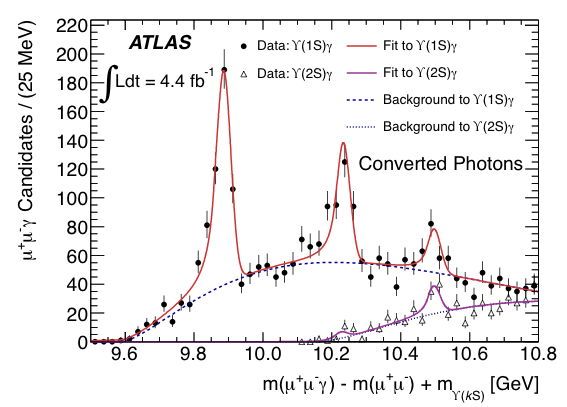 ATLAS
∫Ldt = 4.4 fb⁻¹
Data: ϒ(1S)γ
Data: ϒ(2S)γ
Fit to ϒ(1S)γ
Fit to ϒ(2S)γ
Background to ϒ(1S)γ
Background to ϒ(2S)γ
Converted Photons
μ⁺μ⁻γ Candidates / (25 MeV)
220
200
180
160
140
120
100
80
60
40
20
0
9.6 9.8 10.0 10.2 10.4 10.6 10.8
m(μ⁺μ⁻γ) - m(μ⁺μ⁻) + m_ϒ(kS) [GeV]